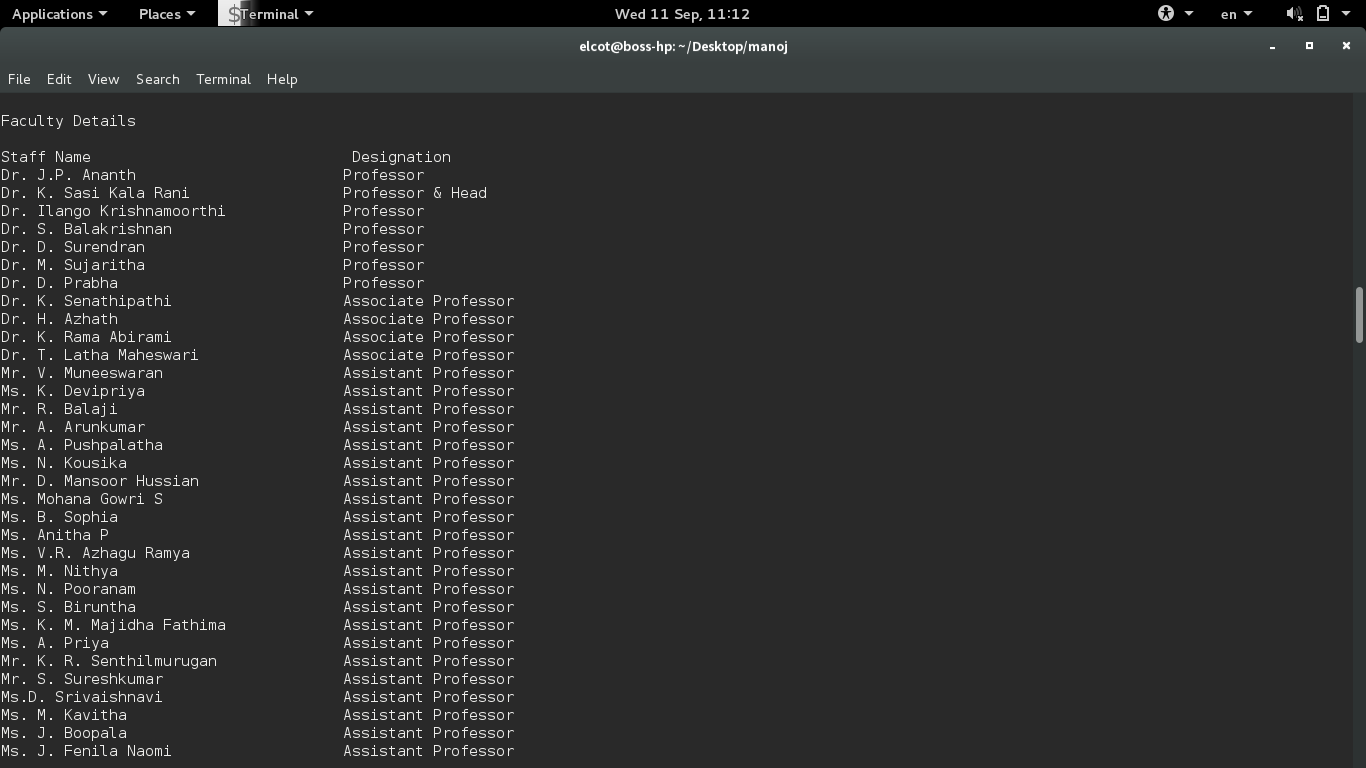 Applications Places $Terminal Wed 11 Sep, 11:12 en
elcot@boss-hp: ~/Desktop/manoj
File Edit View Search Terminal Help
Faculty Details
Staff Name Designation
Dr. J.P. Ananth Professor
Dr. K. Sasi Kala Rani Professor & Head
Dr. Ilango Krishnamoorthi Professor
Dr. S. Balakrishnan Professor
Dr. D. Surendran Professor
Dr. M. Sujaritha Professor
Dr. D. Prabha Professor
Dr. K. Senathipathi Associate Professor
Dr. H. Azhath Associate Professor
Dr. K. Rama Abirami Associate Professor
Dr. T. Latha Maheswari Associate Professor
Mr. V. Muneeswaran Assistant Professor
Ms. K. Devipriya Assistant Professor
Mr. R. Balaji Assistant Professor
Mr. A. Arunkumar Assistant Professor
Ms. A. Pushpalatha Assistant Professor
Ms. N. Kousika Assistant Professor
Mr. D. Mansoor Hussian Assistant Professor
Ms. Mohana Gowri S Assistant Professor
Ms. B. Sophia Assistant Professor
Ms. Anitha P Assistant Professor
Ms. V.R. Azhagu Ramya Assistant Professor
Ms. M. Nithya Assistant Professor
Ms. N. Pooranam Assistant Professor
Ms. S. Biruntha Assistant Professor
Ms. K. M. Majidha Fathima Assistant Professor
Ms. A. Priya Assistant Professor
Mr. K. R. Senthilmurugan Assistant Professor
Mr. S. Sureshkumar Assistant Professor
Ms.D. Srivaishnavi Assistant Professor
Ms. M. Kavitha Assistant Professor
Ms. J. Boopala Assistant Professor
Ms. J. Fenila Naomi Assistant Professor